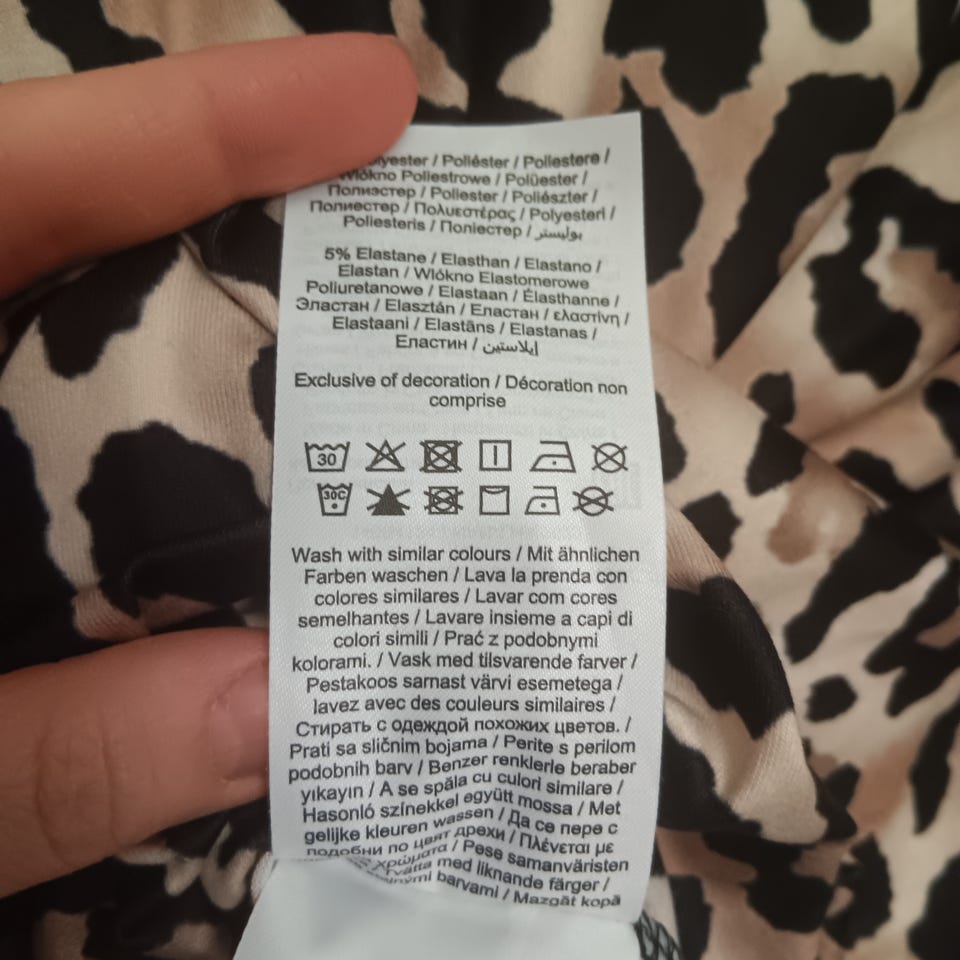 / Poliéster / Poliestere /
Włókno Poliestrowe / Polüester /
Полиэстер / Poliester / Poliészter /
Полиестер / Πολυεστέρας / Polyesteri /
Poliesteris / Поліестер / بوليستر
5% Elastane / Elasthan / Elastano /
Elastan / Włókno Elastomerowe
Poliuretanowe / Elastaan / Élasthanne /
Эластан / Elasztán / Еластан / ελαστίνη /
Elastaani / Elastāns / Elastanas /
Еластин / إيلاستين
Exclusive of decoration / Décoration non
comprise
30
30C
Wash with similar colours / Mit ähnlichen
Farben waschen / Lava la prenda con
colores similares / Lavar com cores
semelhantes / Lavare insieme a capi di
colori simili / Prać z podobnymi
kolorami. / Vask med tilsvarende farver /
Pestakoos sarnast värvi esemetega /
lavez avec des couleurs similaires /
Стирать с одеждой похожих цветов. /
Prati sa sličnim bojama / Perite s perilom
podobnih barv / Benzer renklerle beraber
yıkayın / A se spăla cu culori similare /
Hasonló színekkel együtt mossa / Met
gelijke kleuren wassen / Да се пере с
подобни по цвят дрехи / Πλένεται με
χρώματα / Pese samanväristen
med liknande färger /
barvami / Mazgāt kopā